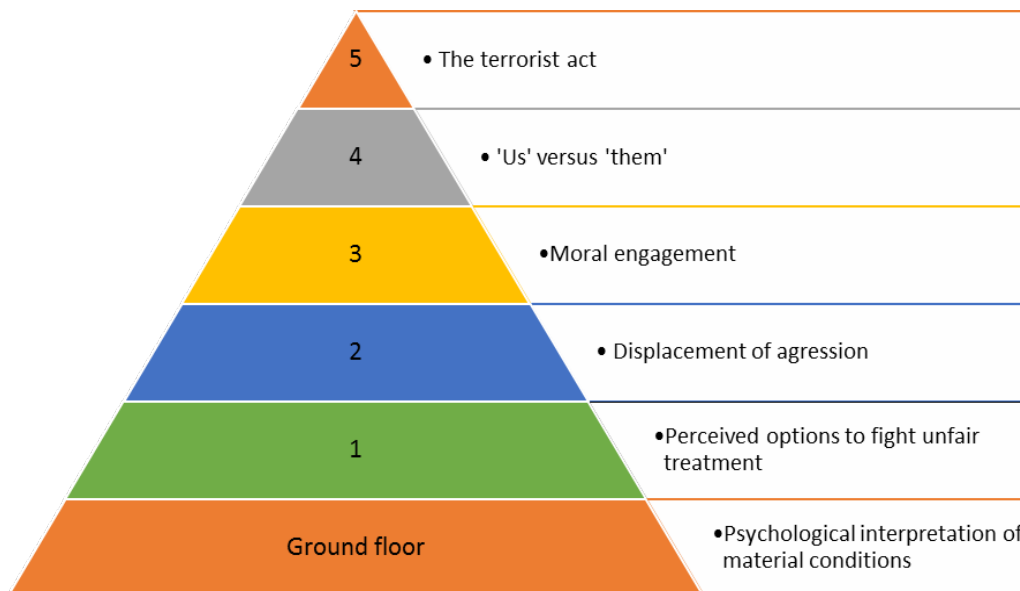 5
• The terrorist act
4
• 'Us' versus 'them'
3
•Moral engagement
2
• Displacement of agression
1
•Perceived options to fight unfair
treatment
Ground floor
•Psychological interpretation of
material conditions